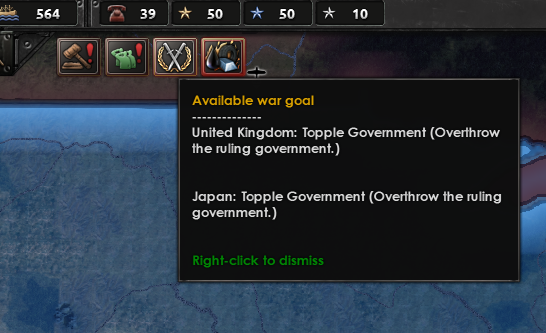 564 39 50 50 10
Available war goal
--------------
United Kingdom: Topple Government (Overthrow
the ruling government.)
Japan: Topple Government (Overthrow the ruling
government.)
Right-click to dismiss